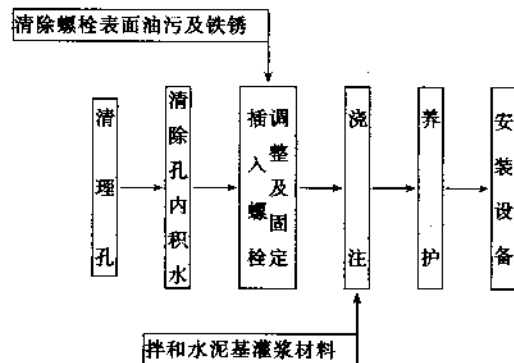 清除螺栓表面油污及铁锈
清理孔
清除孔内积水
插入螺栓
调整及固定
浇注
养护
安装设备
拌和水泥基灌浆材料